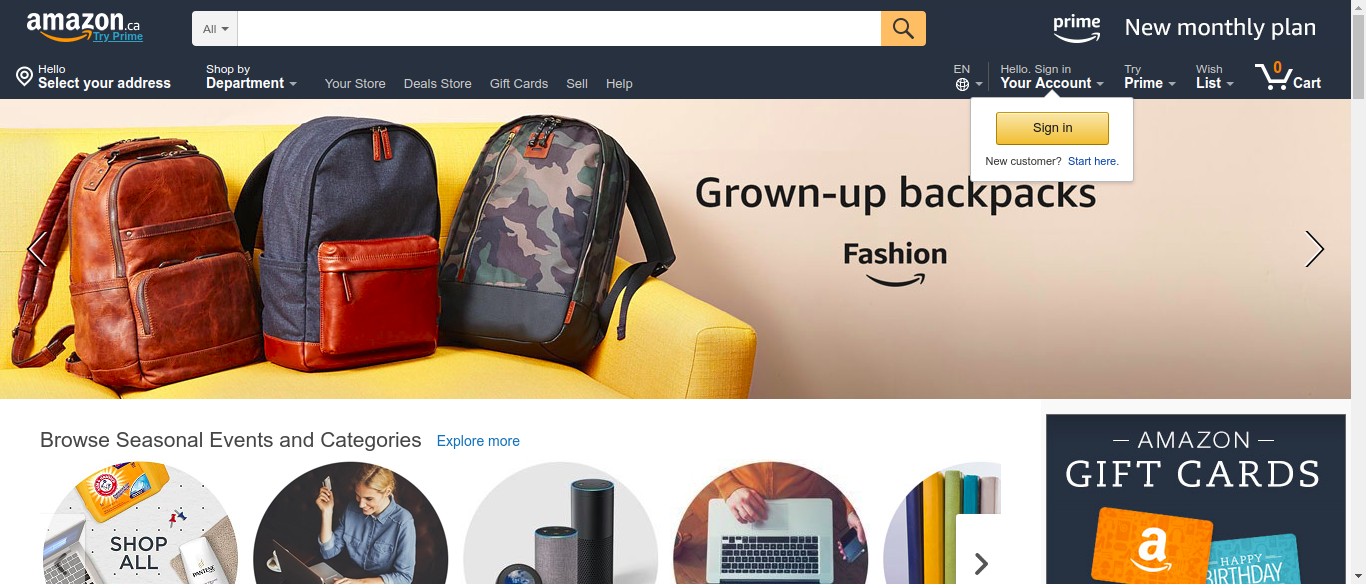 amazon.ca
Try Prime
All
prime
New monthly plan
Hello
Select your address
Shop by
Department
Your Store
Deals Store
Gift Cards
Sell
Help
EN
Hello. Sign in
Your Account
Try
Prime
Wish
List
0
Cart
Sign in
New customer? Start here.
Grown-up backpacks
Fashion
Browse Seasonal Events and Categories
Explore more
SHOP
ALL
PANTENE
— AMAZON —
GIFT CARDS
a
HAPPY
BIRTHDAY